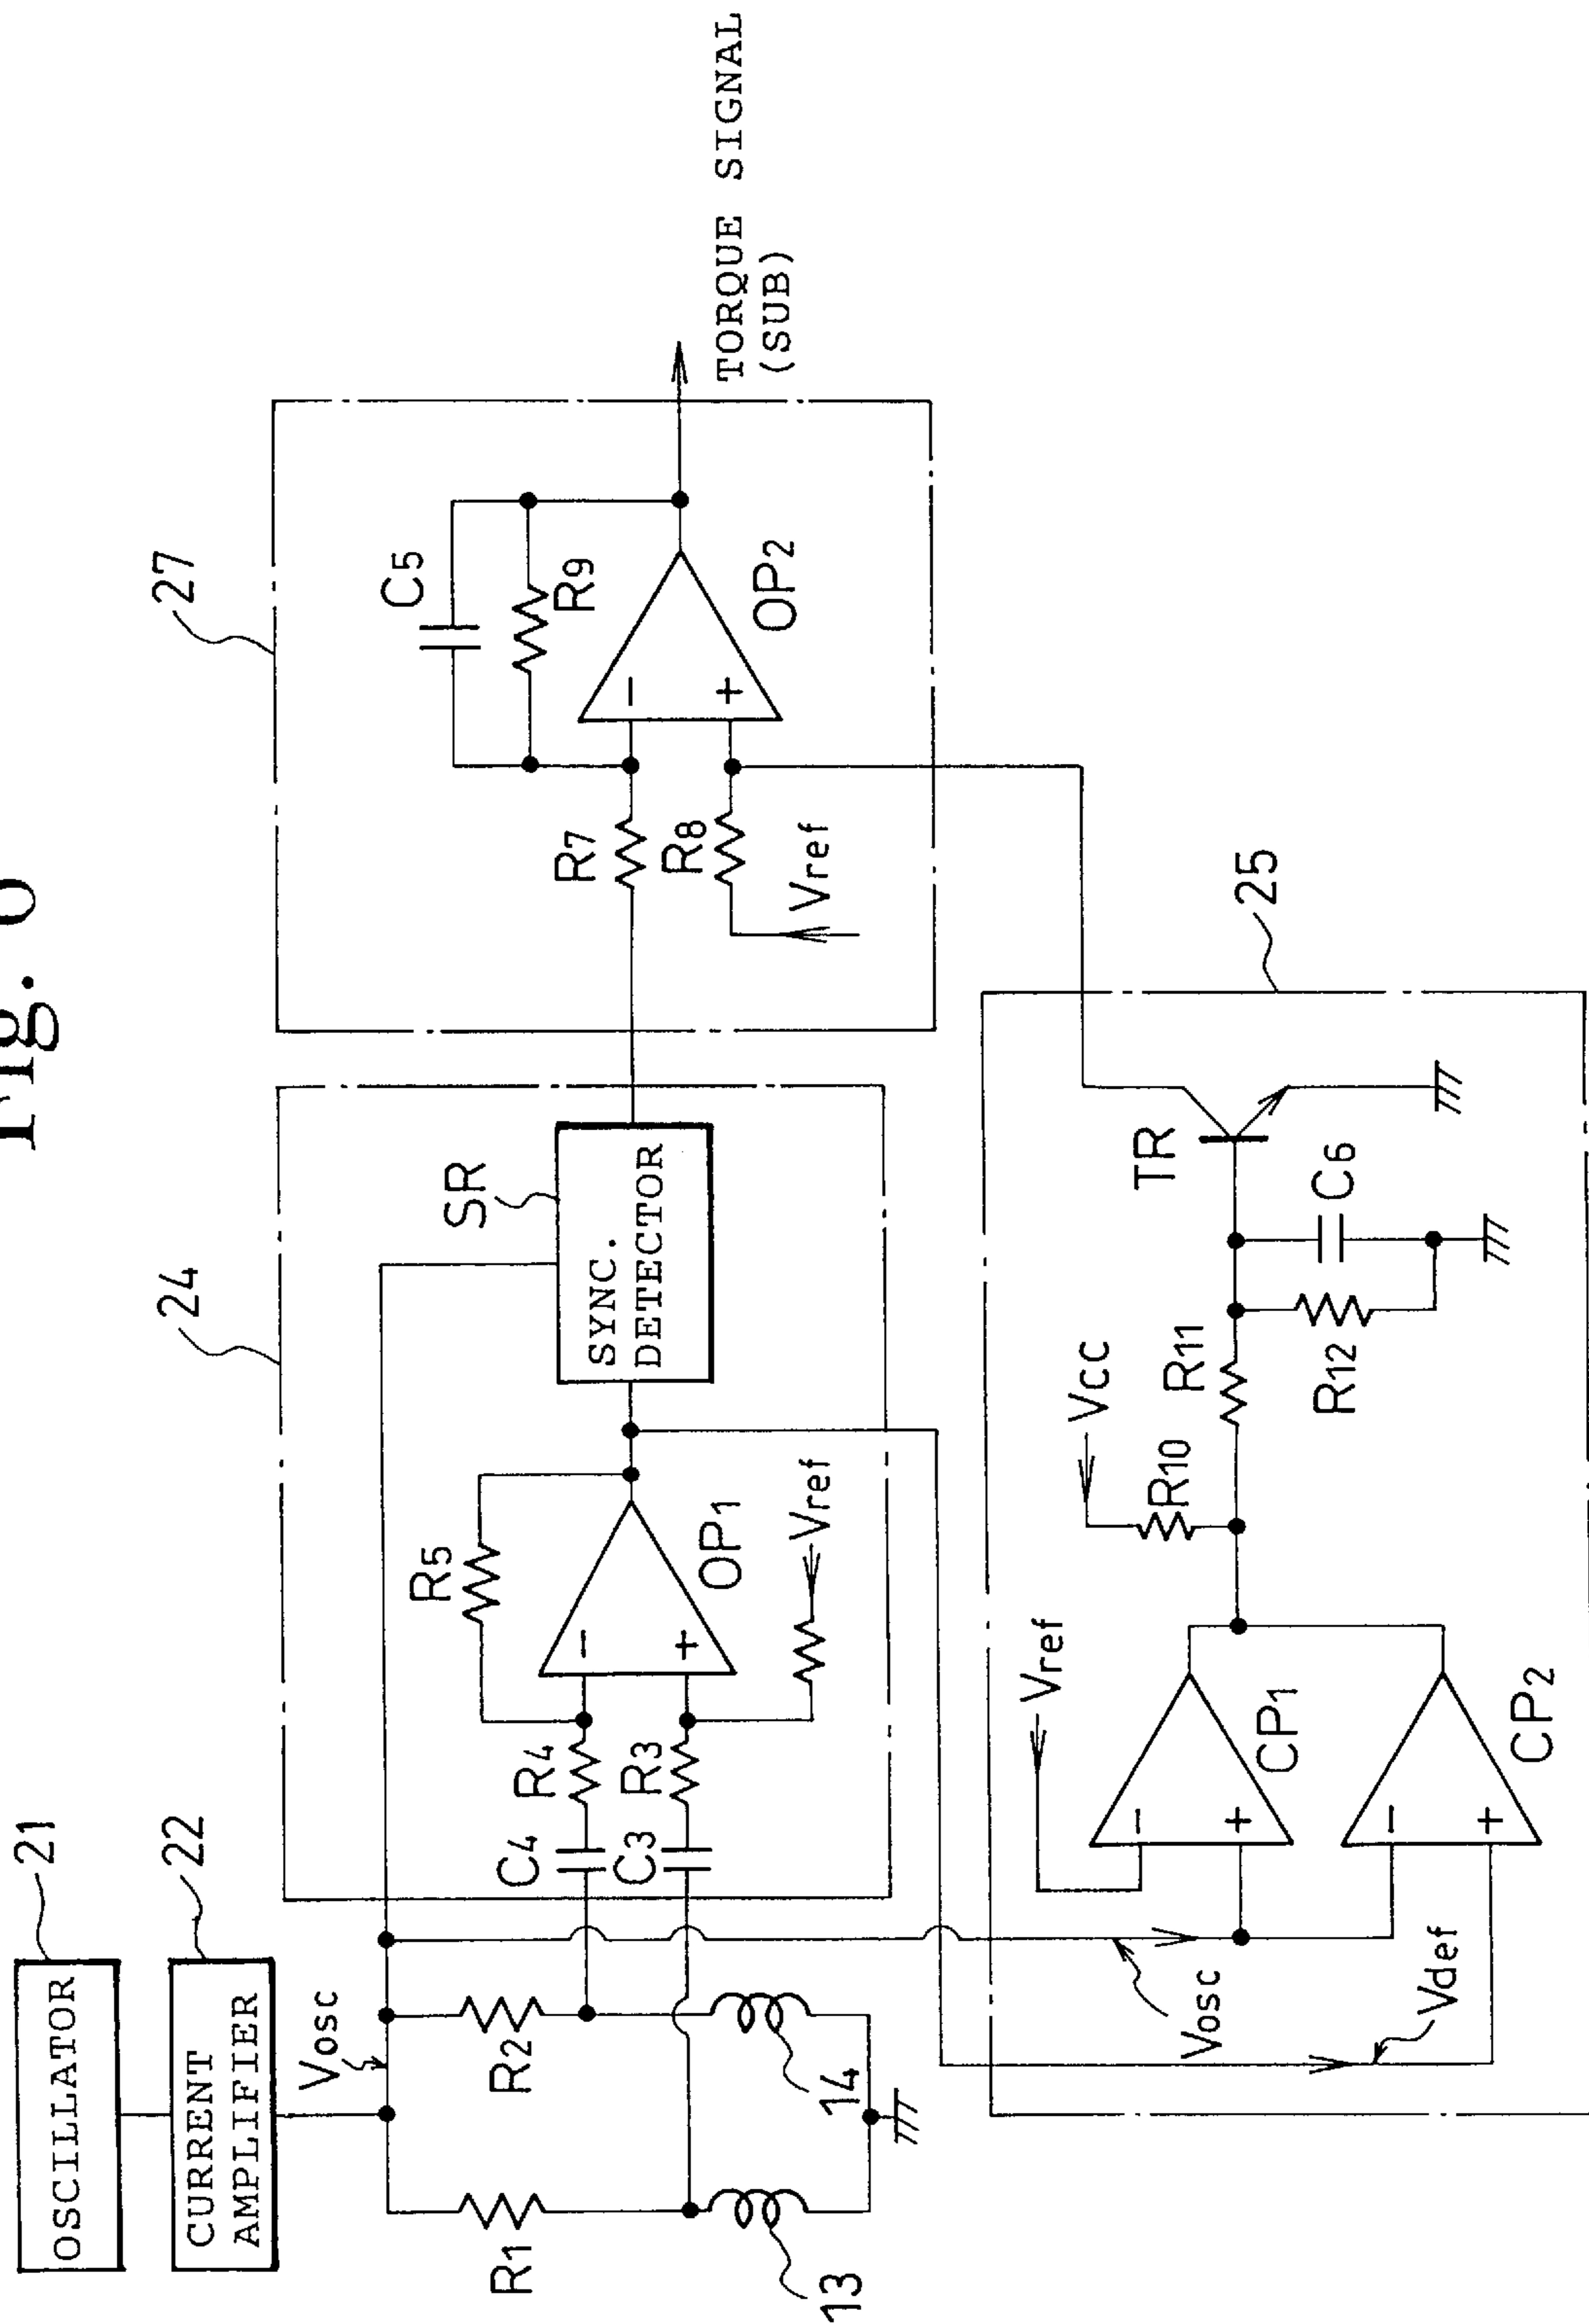 Fig.
OSCILLATOR
21
CURRENT
AMPLIFIER
22
Vosc
R1
R2
13
14
24
C4
R4
C3
R3
R5
OP1
Vref
SR
SYNC.
DETECTOR
27
C5
R9
R7
R8
Vref
OP2
TORQUE SIGNAL
(SUB)
Vosc
Vdef
25
Vref
CP1
CP2
Vcc
R10
R11
R12
C6
TR